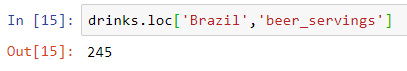 In [15]: drinks.loc['Brazil','beer_servings']
Out[15]: 245